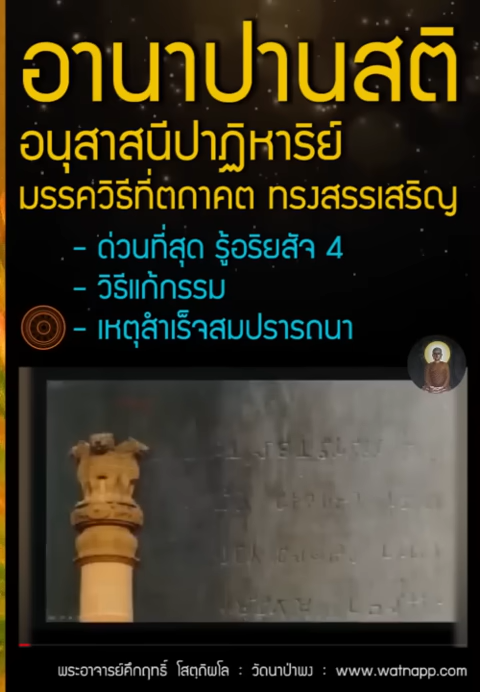 อานาปานสติ
อนุสาสนีปาฏิหาริย์
มรรควิธีที่ตถาคต ทรงสรรเสริญ
- ด่วนที่สุด รู้อริยสัจ 4
- วิธีแก้กรรม
- เหตุสำเร็จสมปรารถนา
พระอาจารย์คึกฤทธิ์ โสตฺถิผโล : วัดนาป่าพง : www.watnapp.com